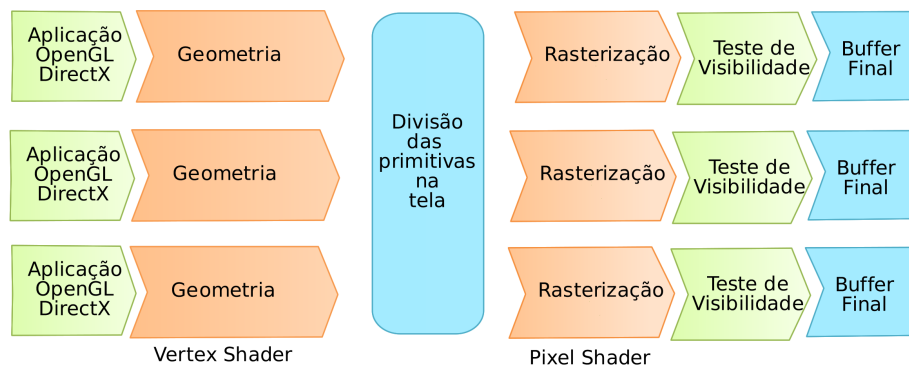 Aplicação
OpenGL
DirectX
Geometria
Rasterização
Teste de
Visibilidade
Buffer
Final
Divisão
das
primitivas
na
tela
Aplicação
OpenGL
DirectX
Geometria
Rasterização
Teste de
Visibilidade
Buffer
Final
Aplicação
OpenGL
DirectX
Geometria
Rasterização
Teste de
Visibilidade
Buffer
Final
Vertex Shader
Pixel Shader